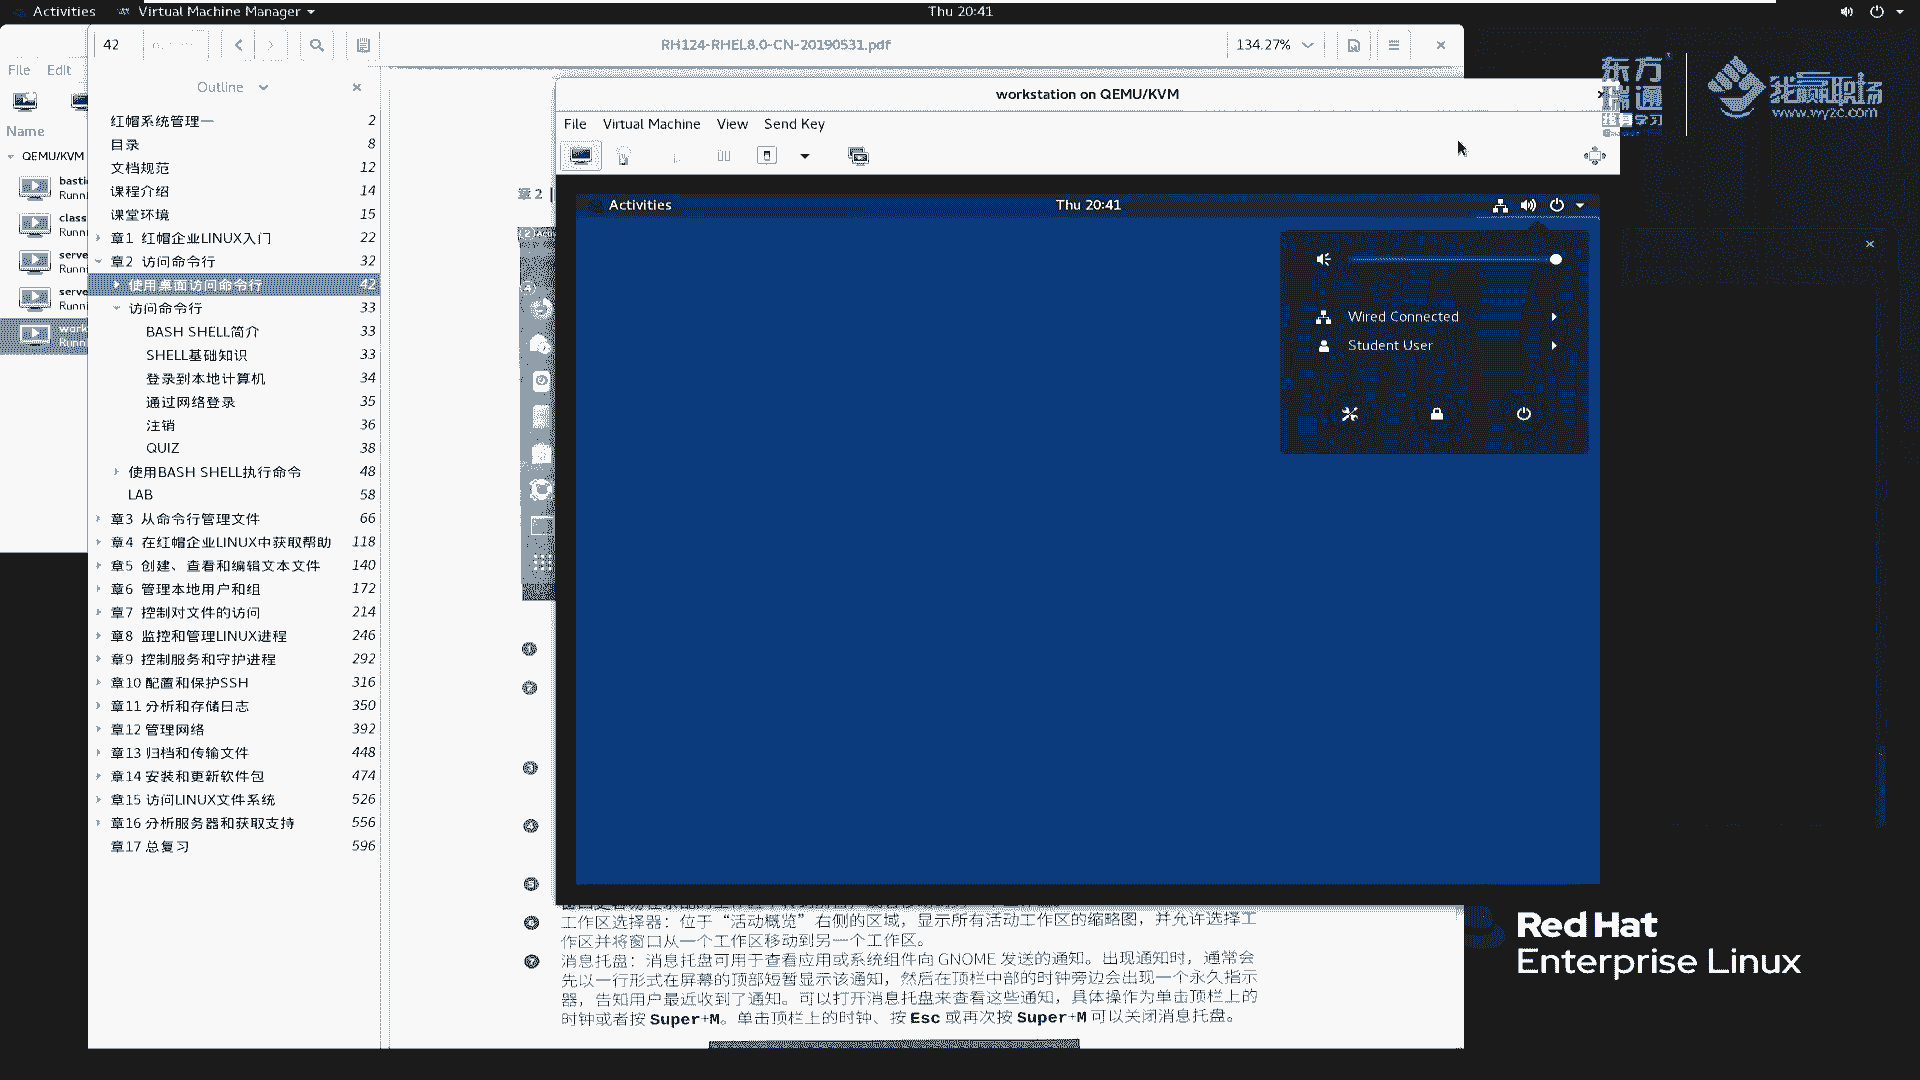 Activities
Virtual Machine Manager
Thu 20:41
42
RH124-RHEL8.0-CN-20190531.pdf
134.27%
File Edit
Name
QEMU/KVM
Outline
红帽系统管理一 2
目录 8
文档规范 12
课程介绍 14
课堂环境 15
章1 红帽企业LINUX入门 22
章2 访问命令行 32
使用桌面访问命令行 42
访问命令行 33
BASH SHELL简介 33
SHELL基础知识 33
登录到本地计算机 34
通过网络登录 35
注销 36
QUIZ 38
使用BASH SHELL执行命令 48
LAB 58
章3 从命令行管理文件 66
章4 在红帽企业LINUX中获取帮助 118
章5 创建、查看和编辑文本文件 140
章6 管理本地用户和组 172
章7 控制对文件的访问 214
章8 监控和管理LINUX进程 246
章9 控制服务和守护进程 292
章10 配置和保护SSH 316
章11 分析和存储日志 350
章12 管理网络 392
章13 归档和传输文件 448
章14 安装和更新软件包 474
章15 访问LINUX文件系统 526
章16 分析服务器和获取支持 556
章17 总复习 596
basti
Runni
class
Runni
serve
Runni
serve
Runni
work
Runni
章 2
workstation on QEMU/KVM
File Virtual Machine View Send Key
Activities
Thu 20:41
Wired Connected
Student User
工作区选择器：位于“活动概览”右侧的区域，显示所有活动工作区的缩略图，并允许选择工
作区并将窗口从一个工作区移动到另一个工作区。
消息托盘：消息托盘可用于查看应用或系统组件向 GNOME 发送的通知。出现通知时，通常会
先以一行形式在屏幕的顶部短暂显示该通知，然后在顶栏中部的时钟旁边会出现一个永久指示
器，告知用户最近收到了通知。可以打开消息托盘来查看这些通知，具体操作为单击顶栏上的
时钟或者按 Super+M。单击顶栏上的时钟、按 Esc 或再次按 Super+M 可以关闭消息托盘。
东方
瑞通
我赢职场
www.wyzc.com
Red Hat
Enterprise Linux